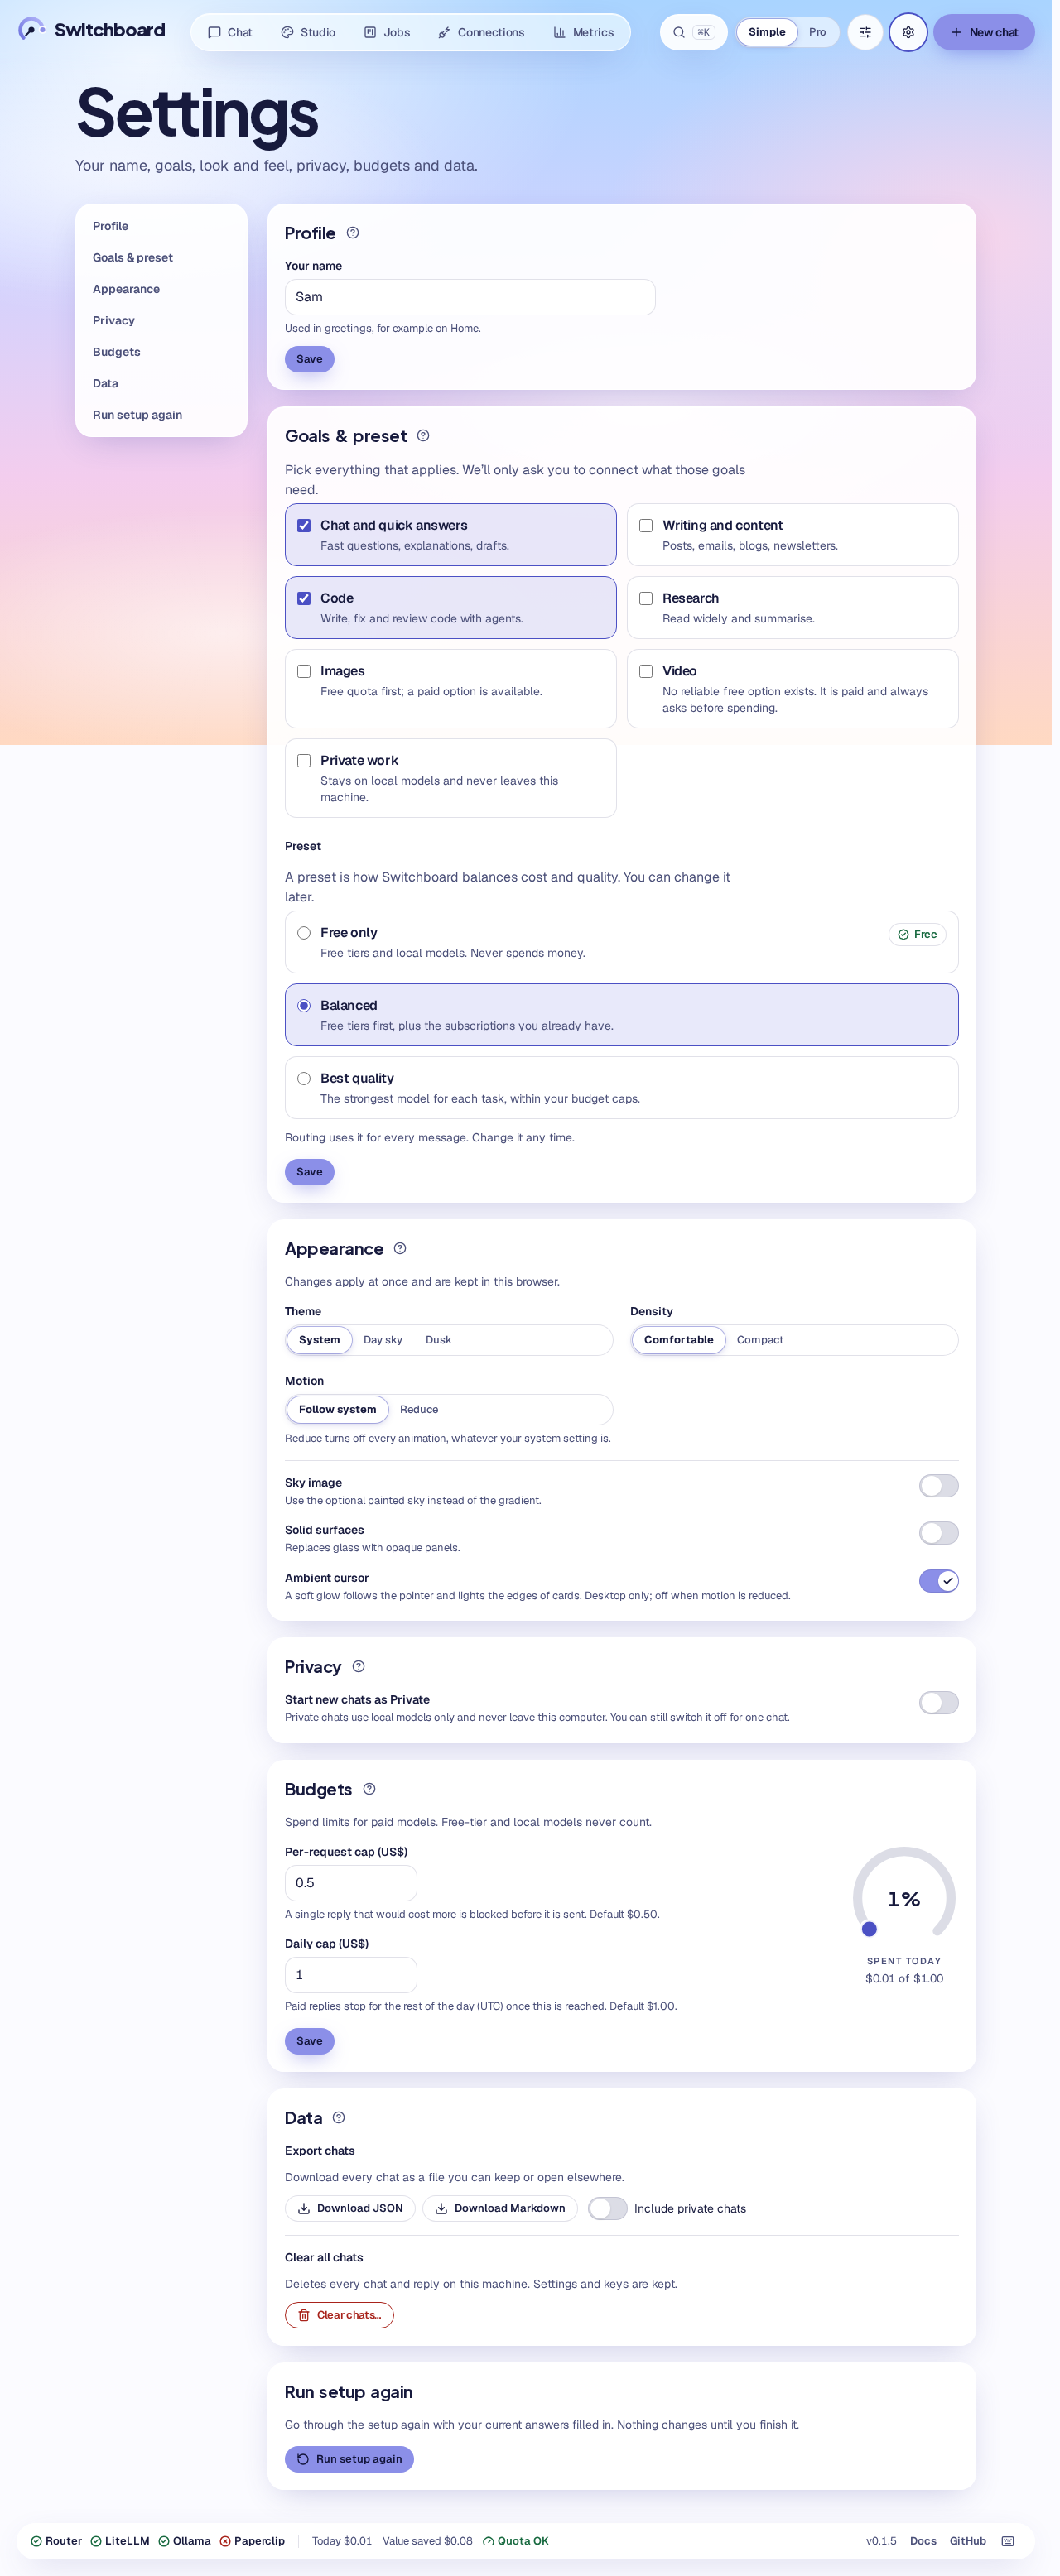 Switchboard
Chat
Studio
Jobs
Connections
Metrics
⌘K
Simple
Pro
New chat
Settings
Your name, goals, look and feel, privacy, budgets and data.
Profile
Goals & preset
Appearance
Privacy
Budgets
Data
Run setup again
Profile
Your name
Sam
Used in greetings, for example on Home.
Save
Goals & preset
Pick everything that applies. We'll only ask you to connect what those goals
need.
Chat and quick answers
Fast questions, explanations, drafts.
Writing and content
Posts, emails, blogs, newsletters.
Code
Write, fix and review code with agents.
Research
Read widely and summarise.
Images
Free quota first; a paid option is available.
Video
No reliable free option exists. It is paid and always
asks before spending.
Private work
Stays on local models and never leaves this
machine.
Preset
A preset is how Switchboard balances cost and quality. You can change it
later.
Free only
Free tiers and local models. Never spends money.
Free
Balanced
Free tiers first, plus the subscriptions you already have.
Best quality
The strongest model for each task, within your budget caps.
Routing uses it for every message. Change it any time.
Save
Appearance
Changes apply at once and are kept in this browser.
Theme
System
Day sky
Dusk
Density
Comfortable
Compact
Motion
Follow system
Reduce
Reduce turns off every animation, whatever your system setting is.
Sky image
Use the optional painted sky instead of the gradient.
Solid surfaces
Replaces glass with opaque panels.
Ambient cursor
A soft glow follows the pointer and lights the edges of cards. Desktop only; off when motion is reduced.
Privacy
Start new chats as Private
Private chats use local models only and never leave this computer. You can still switch it off for one chat.
Budgets
Spend limits for paid models. Free-tier and local models never count.
Per-request cap (US$)
0.5
A single reply that would cost more is blocked before it is sent. Default $0.50.
Daily cap (US$)
1
Paid replies stop for the rest of the day (UTC) once this is reached. Default $1.00.
1%
SPENT TODAY
$0.01 of $1.00
Save
Data
Export chats
Download every chat as a file you can keep or open elsewhere.
Download JSON
Download Markdown
Include private chats
Clear all chats
Deletes every chat and reply on this machine. Settings and keys are kept.
Clear chats...
Run setup again
Go through the setup again with your current answers filled in. Nothing changes until you finish it.
Run setup again
Router
LiteLLM
Ollama
Paperclip
Today $0.01
Value saved $0.08
Quota OK
v0.1.5
Docs
GitHub